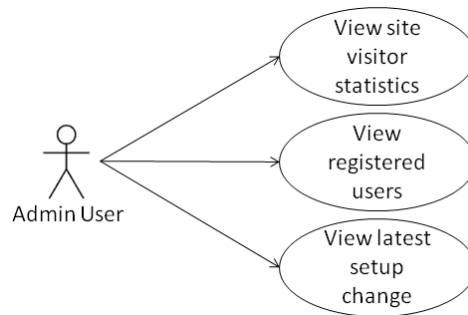 View site
visitor
statistics
View
registered
users
Admin User
View latest
setup
change